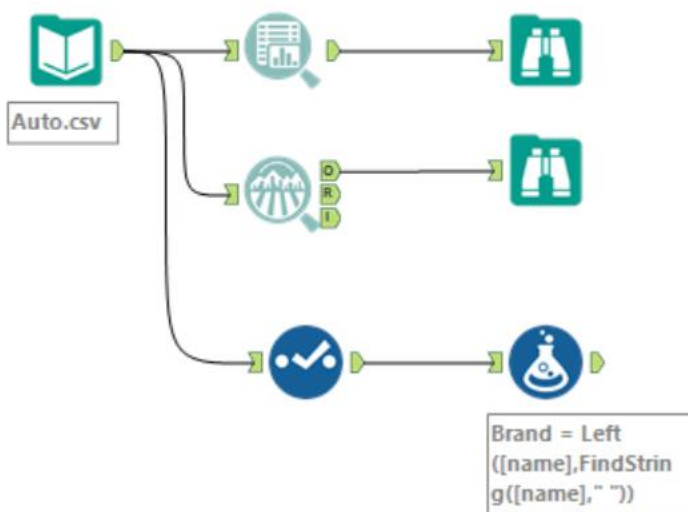 Auto.csv
O
R
I
Brand = Left
([name],FindStrin
g([name]," "))